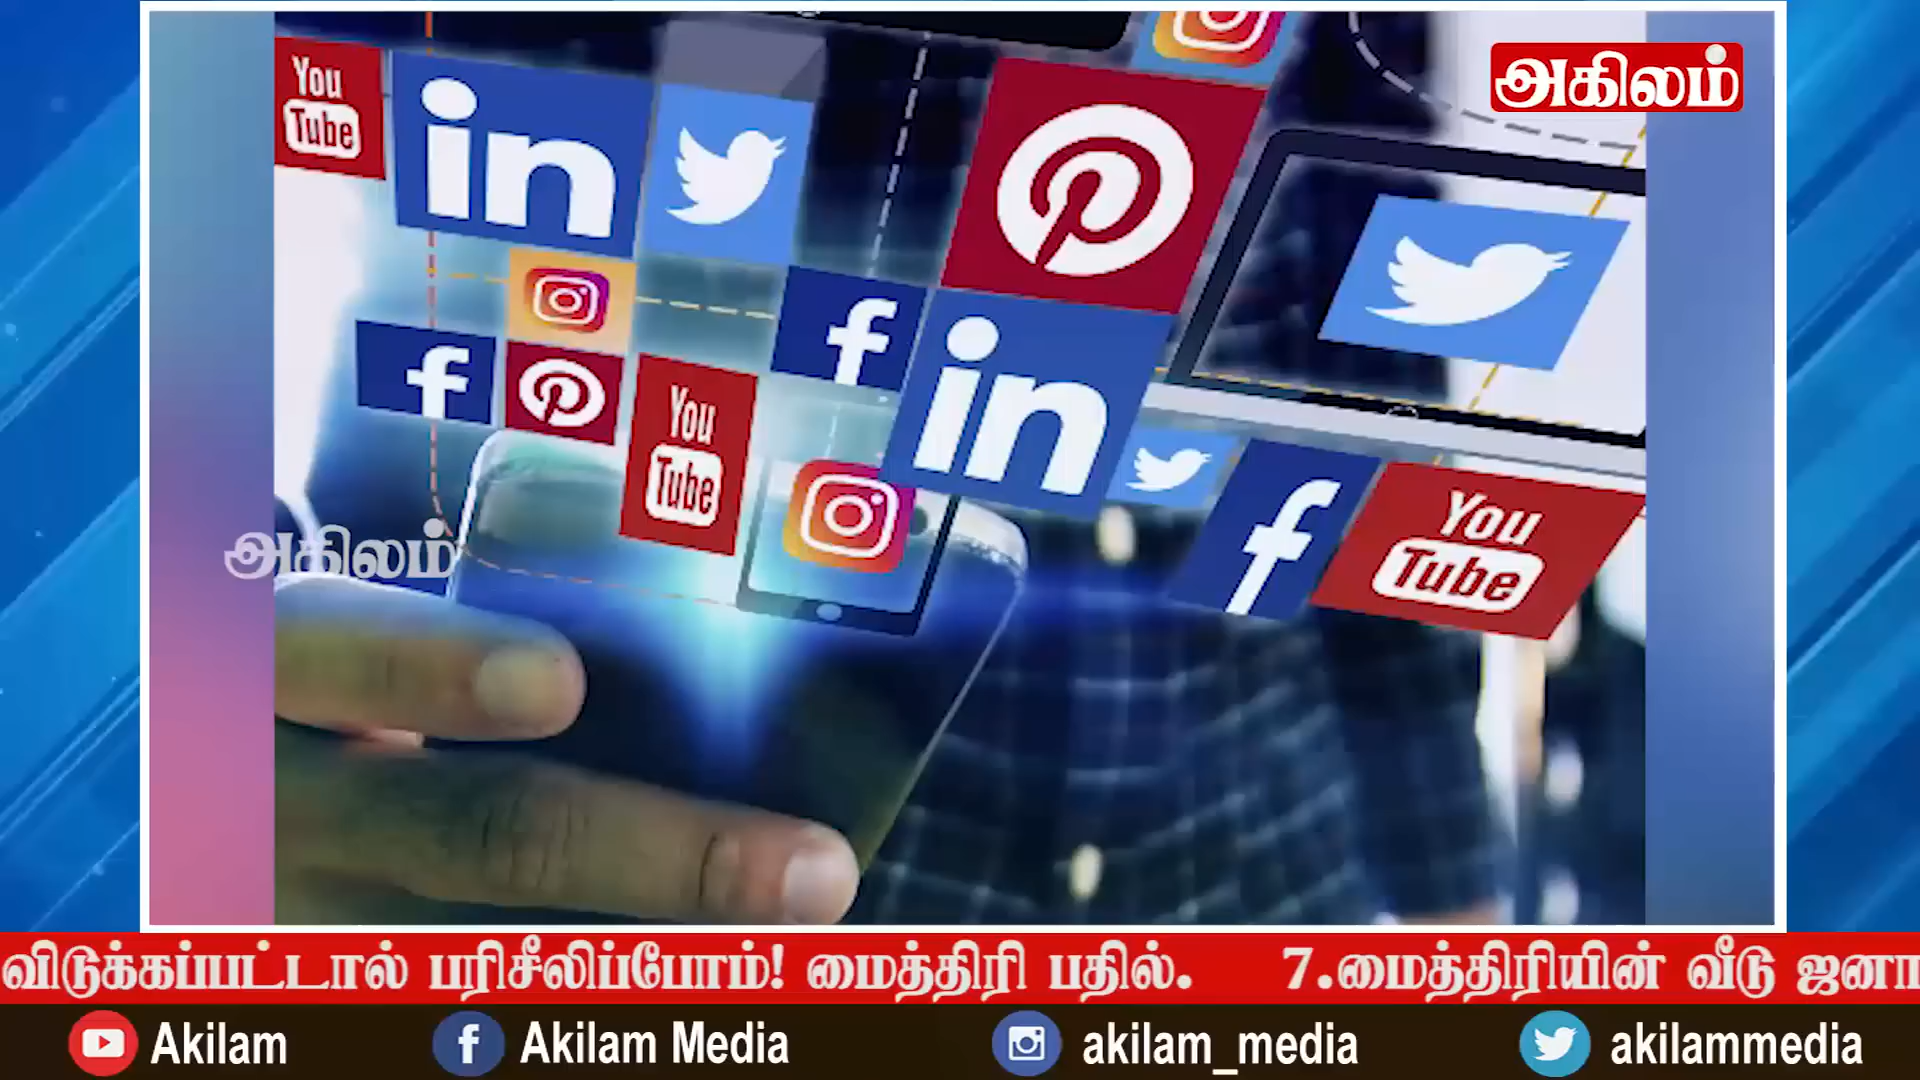 அகிலம்
You
Tube
in
You
Tube
in
You
Tube
அகிலம்
விடுக்கப்பட்டால் பரிசீலிப்போம்! மைத்திரி பதில். 7.மைத்திரியின் வீடு
Akilam Akilam Media akilam_media akilammedia